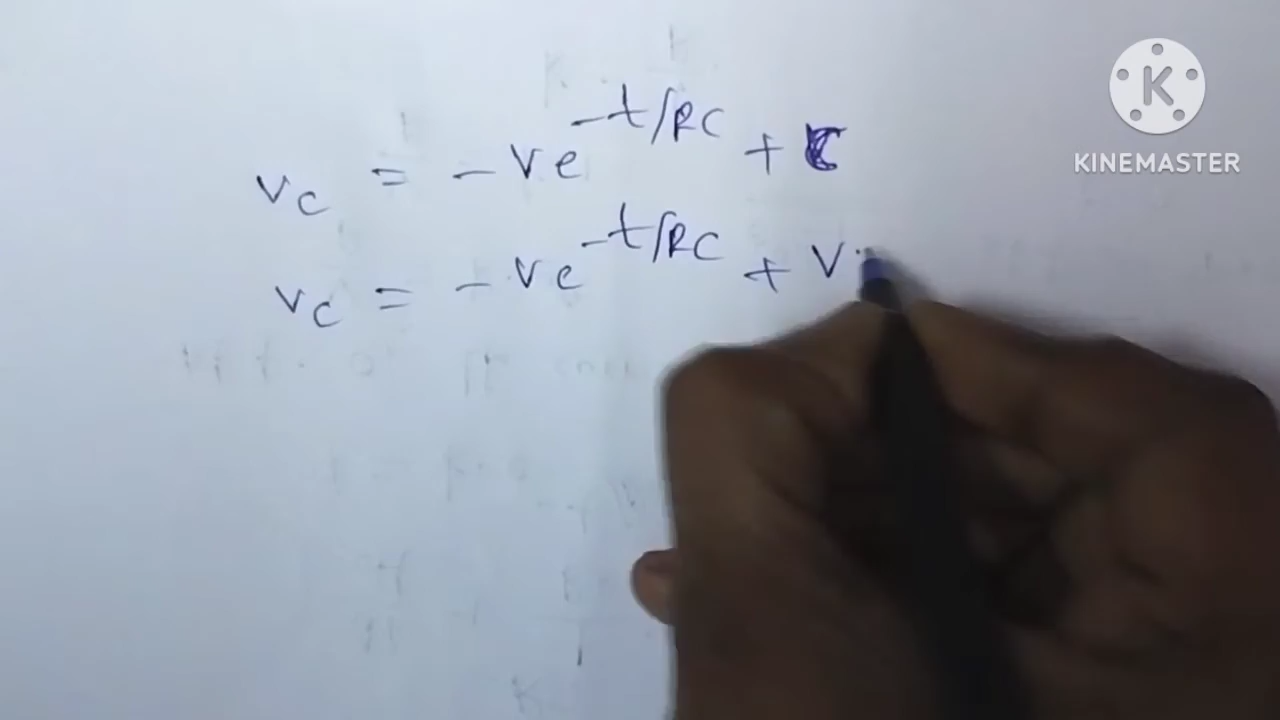 Vc = -Ve^-t/RC + C
Vc = -Ve^-t/RC + V
KINEMASTER